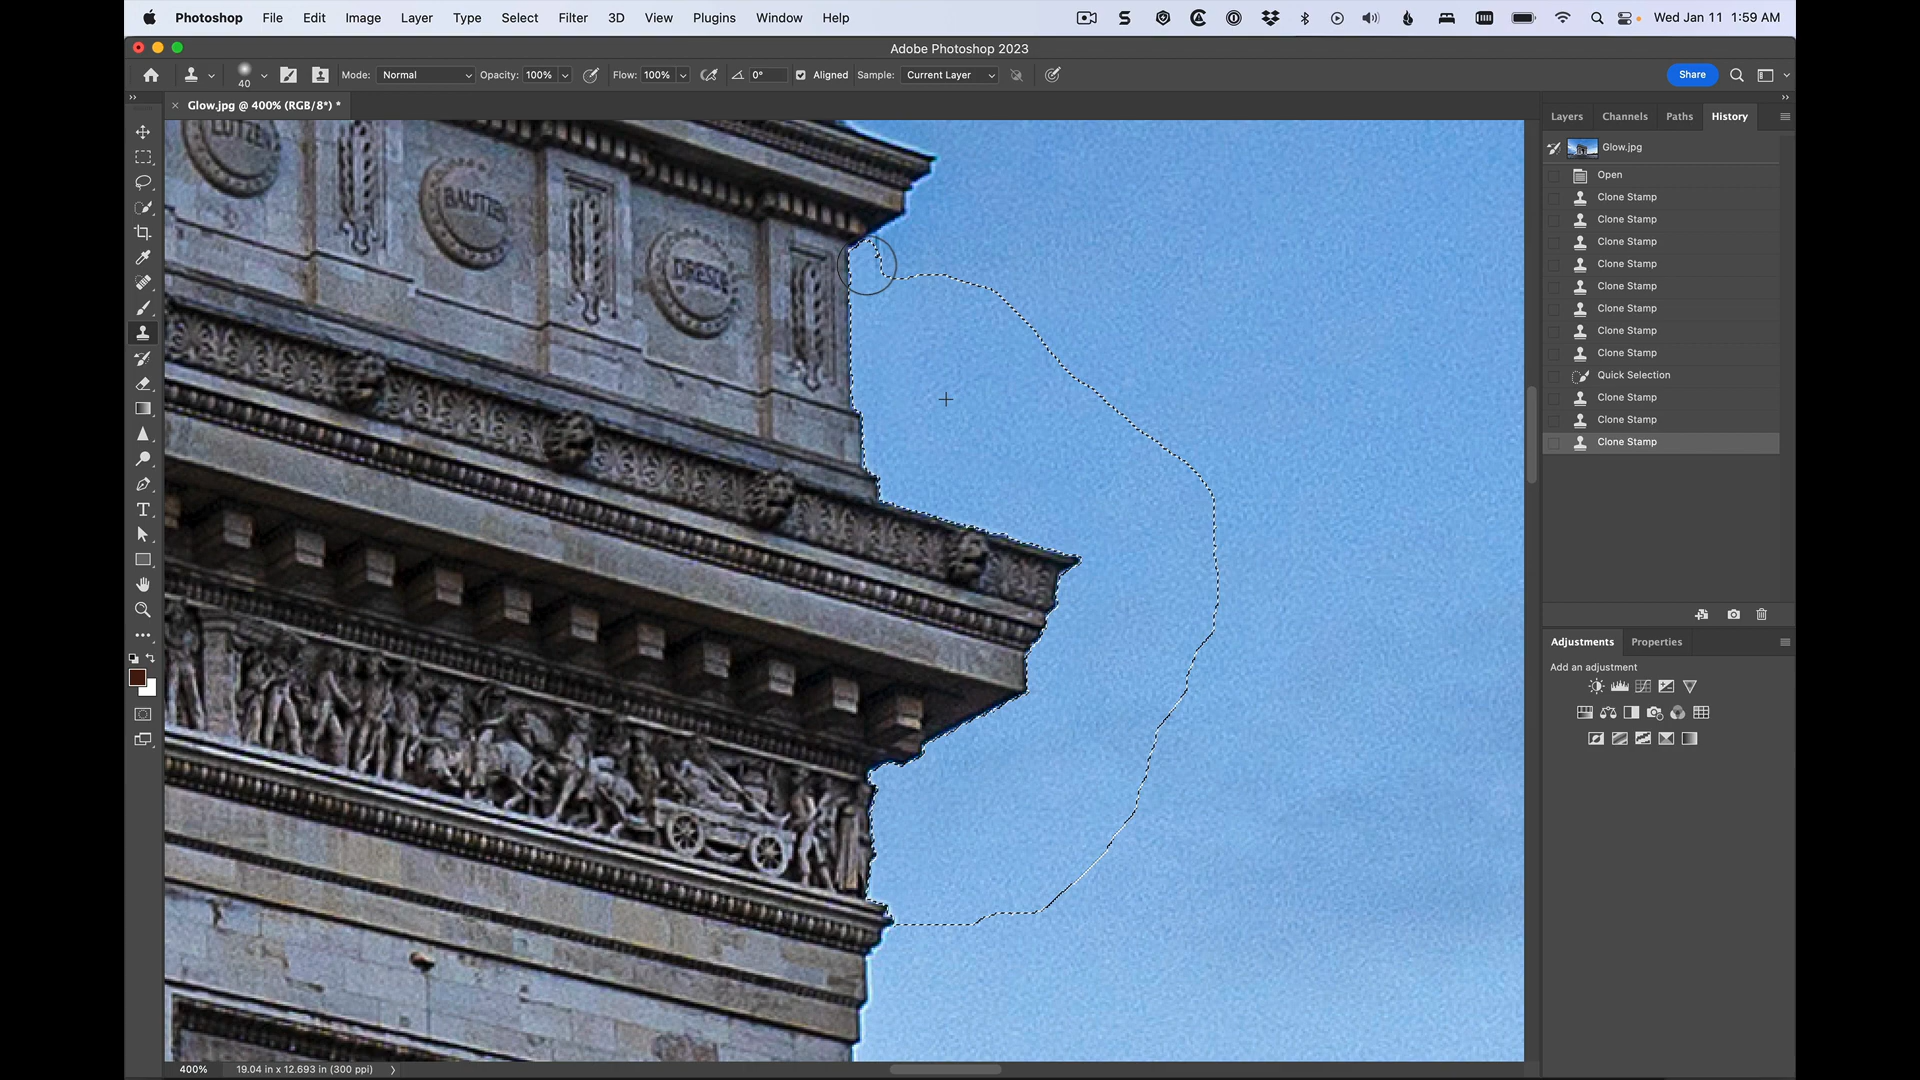 Photoshop File Edit Image Layer Type Select Filter 3D View Plugins Window Help Wed Jan 11 1:59 AM
Adobe Photoshop 2023
40 Mode: Normal Opacity: 100% Flow: 100% 0° Aligned Sample: Current Layer Share
× Glow.jpg @ 400% (RGB/8*) *
Layers Channels Paths History
Glow.jpg
Open
Clone Stamp
Clone Stamp
Clone Stamp
Clone Stamp
Clone Stamp
Clone Stamp
Clone Stamp
Clone Stamp
Quick Selection
Clone Stamp
Clone Stamp
Clone Stamp
Adjustments Properties
Add an adjustment
400% 19.04 in x 12.693 in (300 ppi)